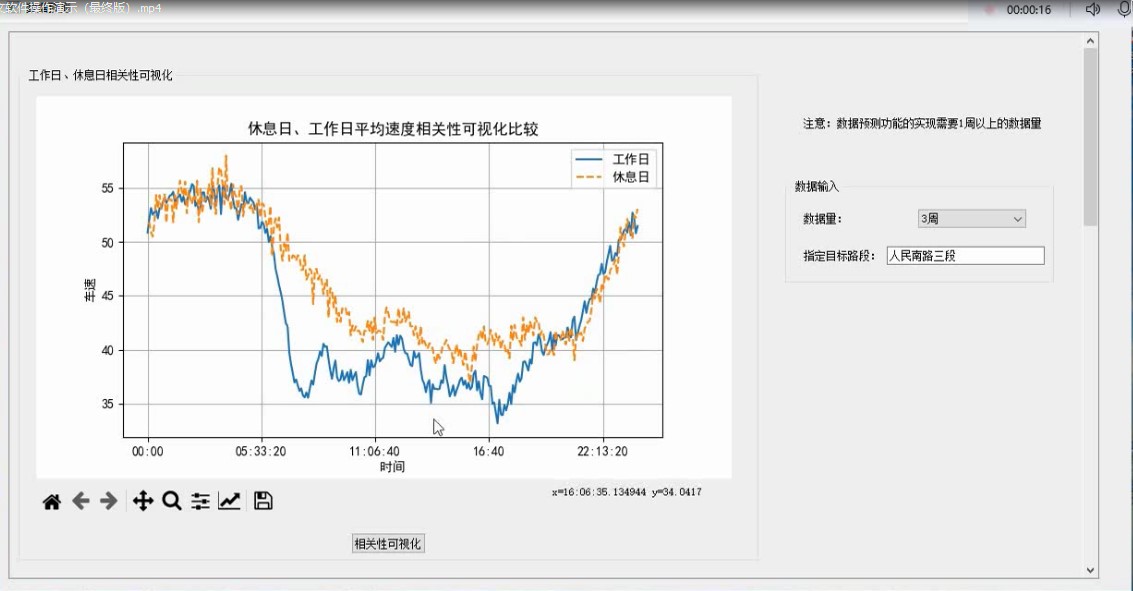 软件操作演示（最终版）.mp4
00:00:16
工作日、休息日相关性可视化
休息日、工作日平均速度相关性可视化比较
工作日
休息日
55
50
45
40
35
车速
00:00
05:33:20
11:06:40
16:40
22:13:20
时间
x=16:06:35.134944 y=34.0417
相关性可视化
注意：数据预测功能的实现需要1周以上的数据量
数据输入
数据量：
3周
指定目标路段：
人民南路三段